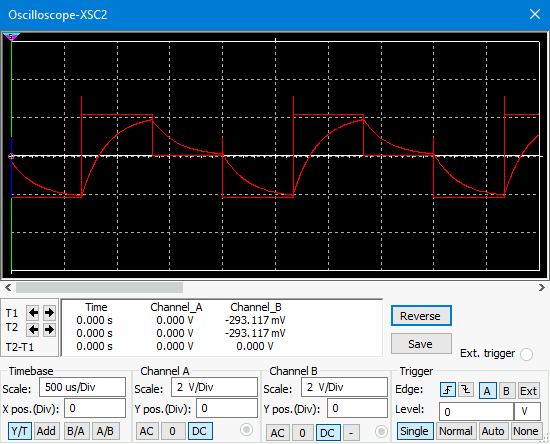 Oscilloscope-XSC2
T1
T2
T2-T1
Time Channel_A Channel_B
0.000 s 0.000 V -293.117 mV
0.000 s 0.000 V -293.117 mV
0.000 s 0.000 V 0.000 V
Reverse
Save
Ext. trigger
Timebase
Scale: 500 us/Div
X pos.(Div): 0
Y/T Add B/A A/B
Channel A
Scale: 2 V/Div
Y pos.(Div): 0
AC 0 DC
Channel B
Scale: 2 V/Div
Y pos.(Div): 0
AC 0 DC -
Trigger
Edge: A B Ext
Level: 0 V
Single Normal Auto None